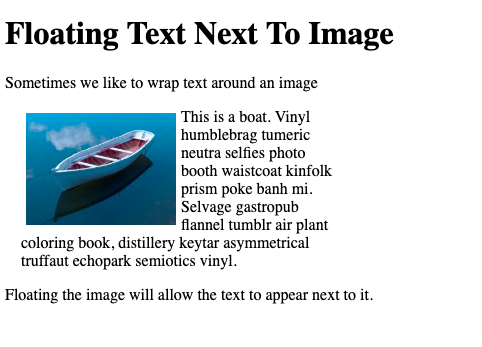 Floating Text Next To Image
Sometimes we like to wrap text around an image
This is a boat. Vinyl
humblebrag tumeric
neutra selfies photo
booth waistcoat kinfolk
prism poke banh mi.
Selvage gastropub
flannel tumblr air plant
coloring book, distillery keytar asymmetrical
truffaut echopark semiotics vinyl.
Floating the image will allow the text to appear next to it.